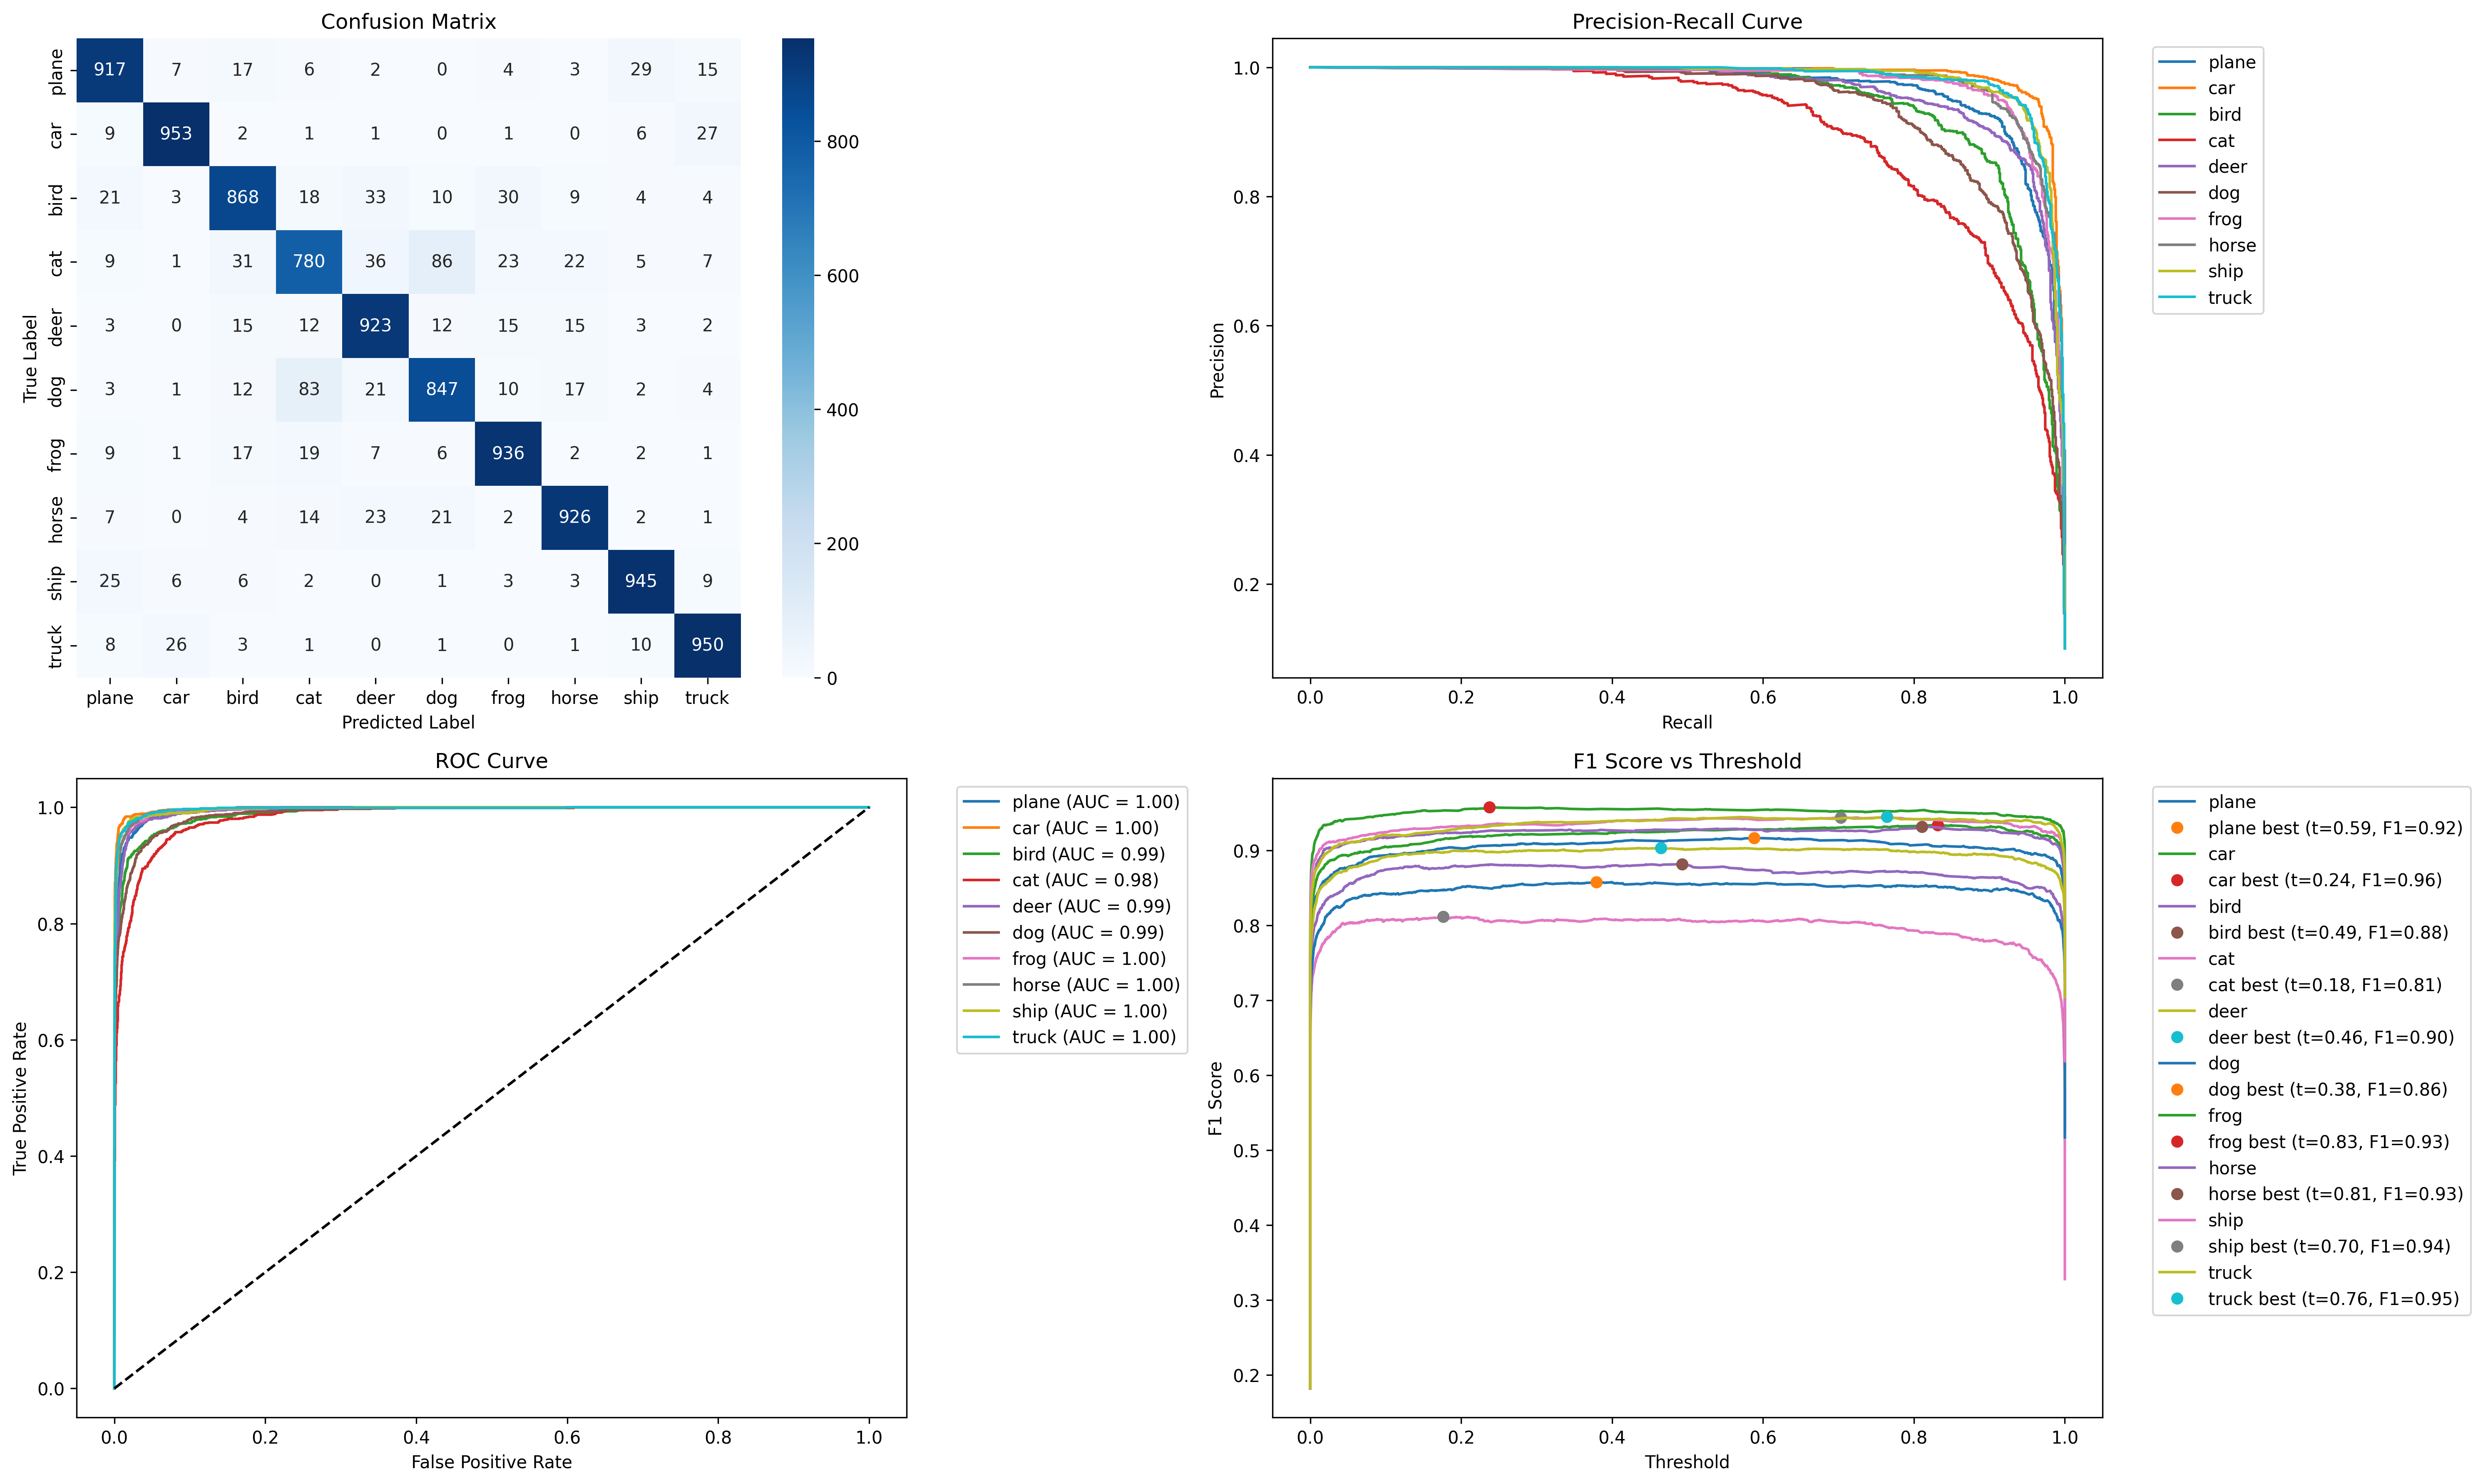 Confusion Matrix
plane 917 7 17 6 2 0 4 3 29 15
car 9 953 2 1 1 0 1 0 6 27
bird 21 3 868 18 33 10 30 9 4 4
cat 9 1 31 780 36 86 23 22 5 7
deer 3 0 15 12 923 12 15 15 3 2
dog 3 1 12 83 21 847 10 17 2 4
frog 9 1 17 19 7 6 936 2 2 1
horse 7 0 4 14 23 21 2 926 2 1
ship 25 6 6 2 0 1 3 3 945 9
truck 8 26 3 1 0 1 0 1 10 950
plane car bird cat deer dog frog horse ship truck
Predicted Label
True Label
800
600
400
200
0
Precision-Recall Curve
1.0
0.8
0.6
0.4
0.2
Precision
0.0 0.2 0.4 0.6 0.8 1.0
Recall
plane
car
bird
cat
deer
dog
frog
horse
ship
truck
ROC Curve
1.0
0.8
0.6
0.4
0.2
0.0
True Positive Rate
0.0 0.2 0.4 0.6 0.8 1.0
False Positive Rate
plane (AUC = 1.00)
car (AUC = 1.00)
bird (AUC = 0.99)
cat (AUC = 0.98)
deer (AUC = 0.99)
dog (AUC = 0.99)
frog (AUC = 1.00)
horse (AUC = 1.00)
ship (AUC = 1.00)
truck (AUC = 1.00)
F1 Score vs Threshold
0.9
0.8
0.7
0.6
0.5
0.4
0.3
0.2
F1 Score
0.0 0.2 0.4 0.6 0.8 1.0
Threshold
plane
plane best (t=0.59, F1=0.92)
car
car best (t=0.24, F1=0.96)
bird
bird best (t=0.49, F1=0.88)
cat
cat best (t=0.18, F1=0.81)
deer
deer best (t=0.46, F1=0.90)
dog
dog best (t=0.38, F1=0.86)
frog
frog best (t=0.83, F1=0.93)
horse
horse best (t=0.81, F1=0.93)
ship
ship best (t=0.70, F1=0.94)
truck
truck best (t=0.76, F1=0.95)